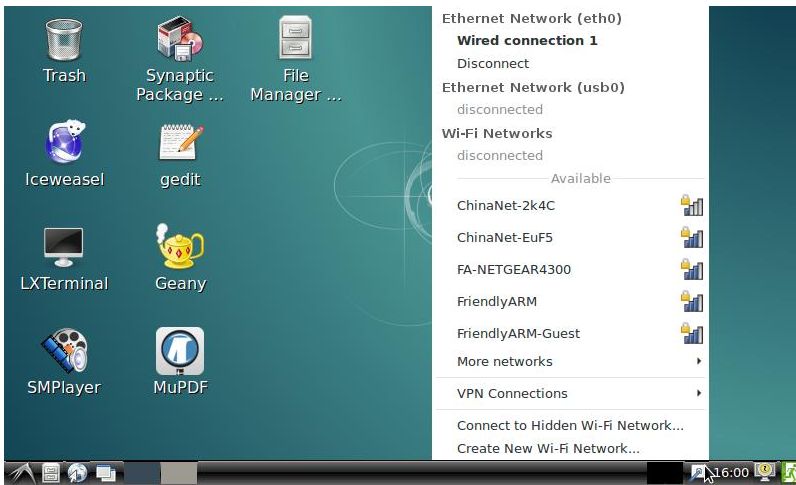 Trash
Synaptic
Package ...
File
Manager ...
Iceweasel
gedit
LXTerminal
Geany
SMPlayer
MuPDF
Ethernet Network (eth0)
Wired connection 1
Disconnect
Ethernet Network (usb0)
disconnected
Wi-Fi Networks
disconnected
Available
ChinaNet-2k4C
ChinaNet-EuF5
FA-NETGEAR4300
FriendlyARM
FriendlyARM-Guest
More networks
VPN Connections
Connect to Hidden Wi-Fi Network...
Create New Wi-Fi Network...
16:00